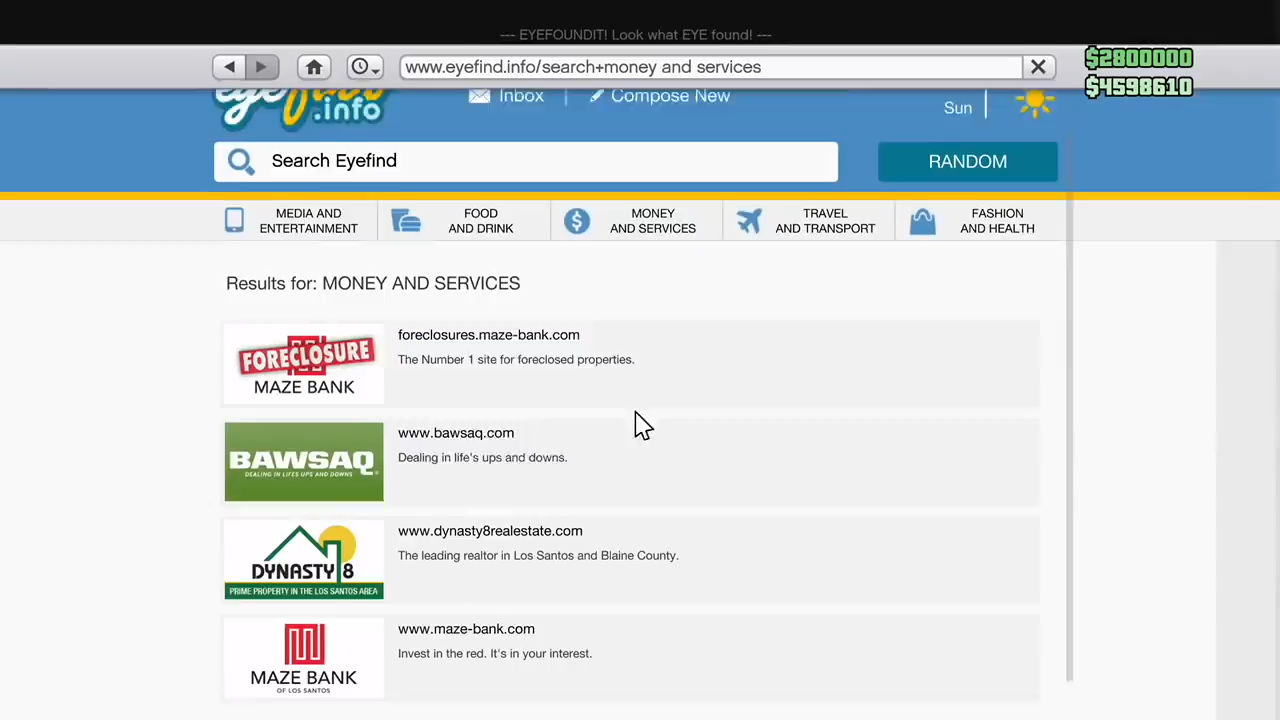 --- EYEFOUNDIT! Look what EYE found! ---
www.eyefind.info/search+money and services
$2800000
$4598610
eyefind
.info
Inbox
Compose New
Sun
Search Eyefind
RANDOM
MEDIA AND
ENTERTAINMENT
FOOD
AND DRINK
MONEY
AND SERVICES
TRAVEL
AND TRANSPORT
FASHION
AND HEALTH
Results for: MONEY AND SERVICES
FORECLOSURE
MAZE BANK
foreclosures.maze-bank.com
The Number 1 site for foreclosed properties.
BAWSAQ
DEALING IN LIFE'S UPS AND DOWNS
www.bawsaq.com
Dealing in life's ups and downs.
DYNASTY 8
PRIME PROPERTY IN THE LOS SANTOS AREA
www.dynasty8realestate.com
The leading realtor in Los Santos and Blaine County.
MAZE BANK
OF LOS SANTOS
www.maze-bank.com
Invest in the red. It's in your interest.